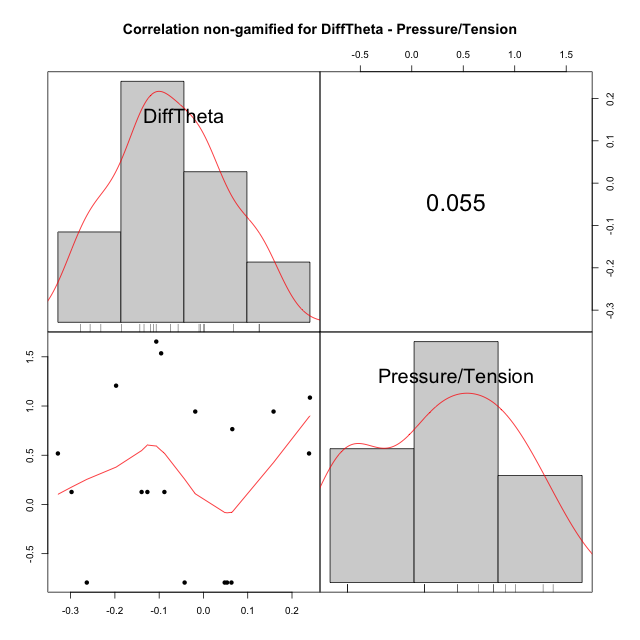 Correlation non-gamified for DiffTheta - Pressure/Tension
-0.5 0.0 0.5 1.0 1.5
DiffTheta
0.055
0.2
0.1
0.0
-0.1
-0.2
-0.3
Pressure/Tension
1.5
1.0
0.5
0.0
-0.5
-0.3 -0.2 -0.1 0.0 0.1 0.2